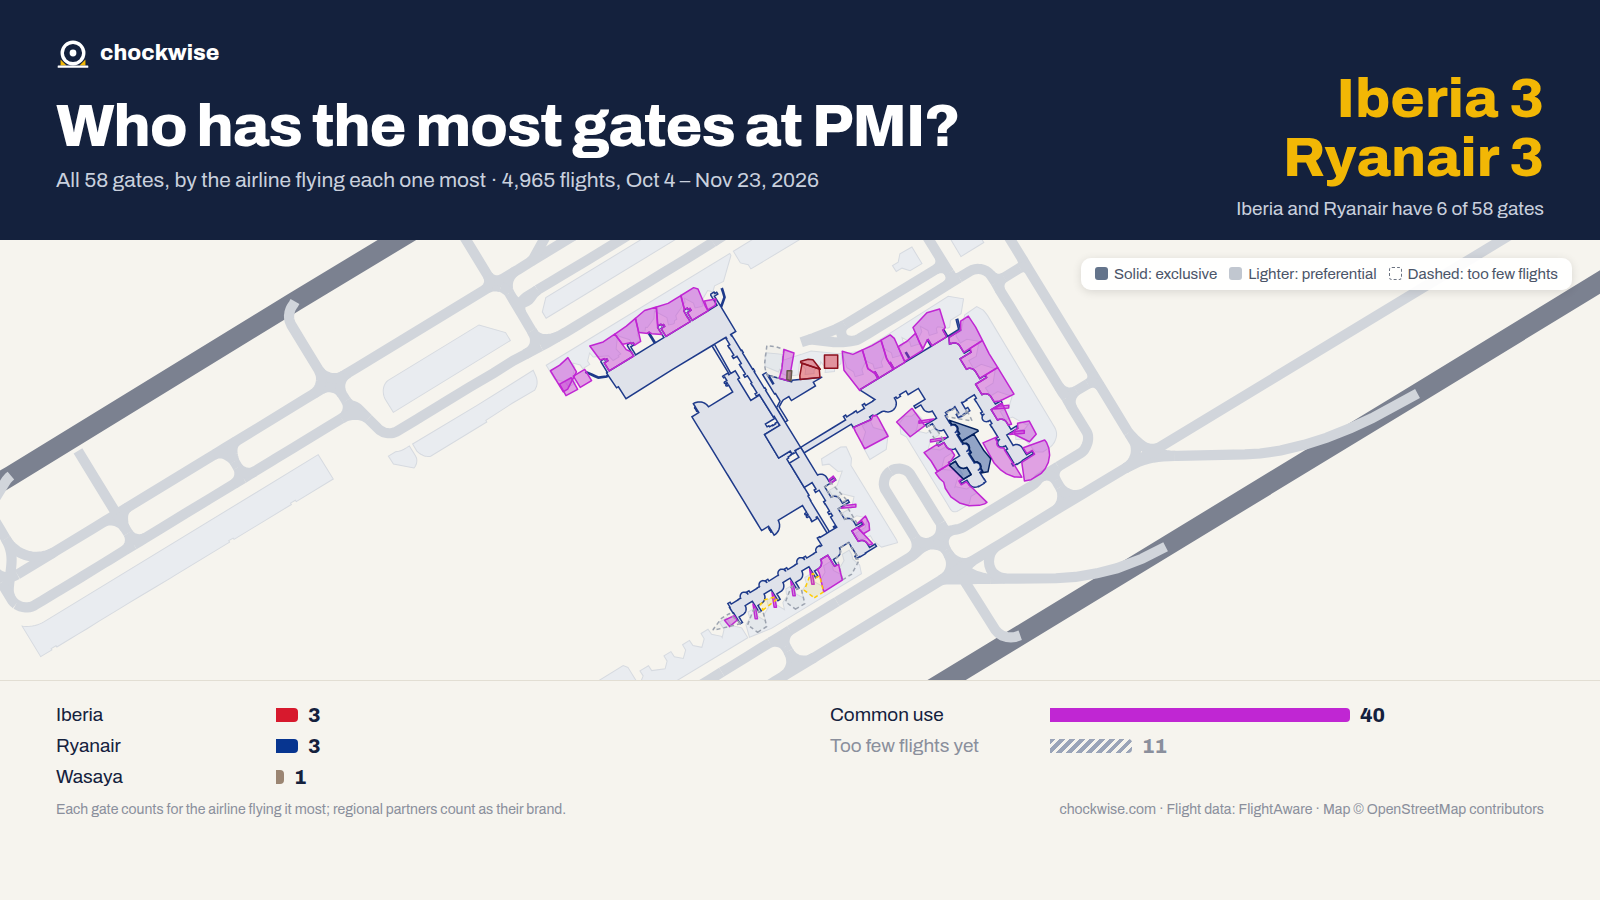 chockwise
Who has the most gates at PMI?
All 58 gates, by the airline flying each one most · 4,965 flights, Oct 4 – Nov 23, 2026
Iberia 3
Ryanair 3
Iberia and Ryanair have 6 of 58 gates
Solid: exclusive Lighter: preferential Dashed: too few flights
Iberia 3
Ryanair 3
Wasaya 1
Common use 40
Too few flights yet 11
Each gate counts for the airline flying it most; regional partners count as their brand.
chockwise.com · Flight data: FlightAware · Map © OpenStreetMap contributors